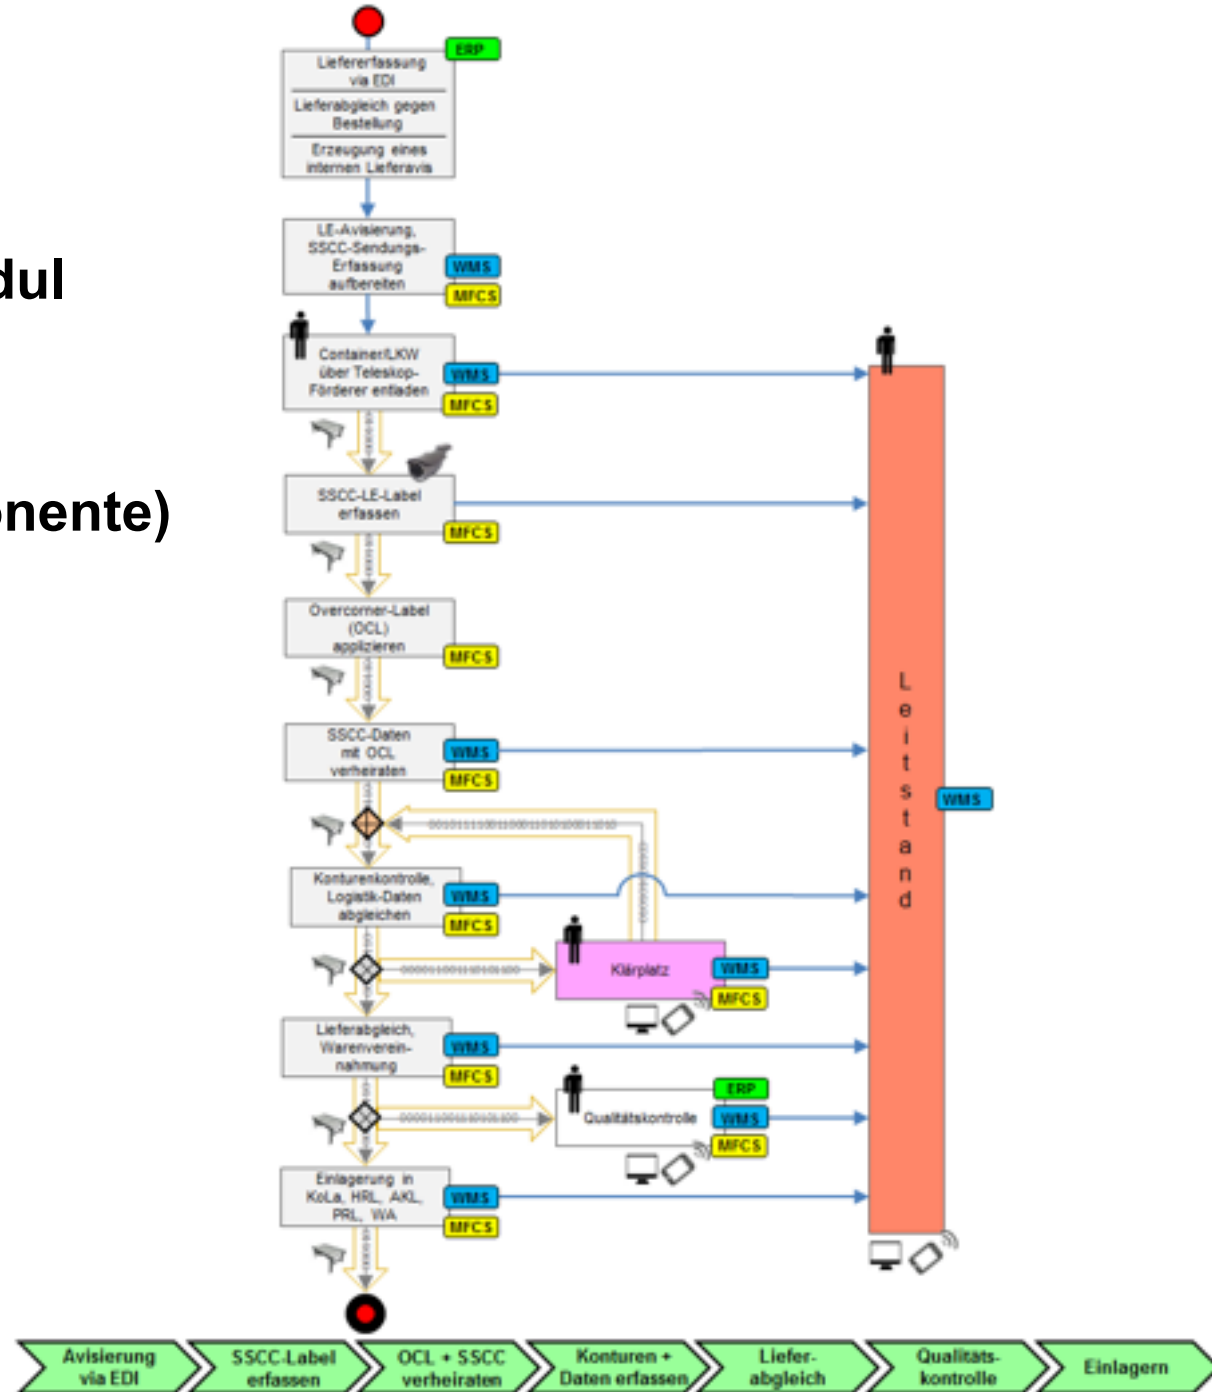 ERP
Liefererfassung
via EDI
Lieferabgleich gegen
Bestellung
Erzeugung eines
internen Lieferavis
dul
LE-Avisierung,
SSCC-Sendungs-
Erfassung
aufbereiten
WMS
MFCS
Container/LKW
über Teleskop-
Förderer entladen
WMS
MFCS
onente)
SSCC-LE-Label
erfassen
MFCS
Overcorner-Label
(OCL)
applizieren
MFCS
SSCC-Daten
mit OCL
verheiraten
WMS
MFCS
Leitstand
WMS
Konturenkontrolle,
Logistik-Daten
abgleichen
WMS
MFCS
Klärplatz
WMS
MFCS
Lieferabgleich,
Warenverein-
nahmung
WMS
MFCS
Qualitätskontrolle
ERP
WMS
MFCS
Einlagerung in
KoLa, HRL, AKL,
PRL, WA
WMS
MFCS
Avisierung
via EDI
SSCC-Label
erfassen
OCL + SSCC
verheiraten
Konturen +
Daten erfassen
Liefer-
abgleich
Qualitäts-
kontrolle
Einlagern